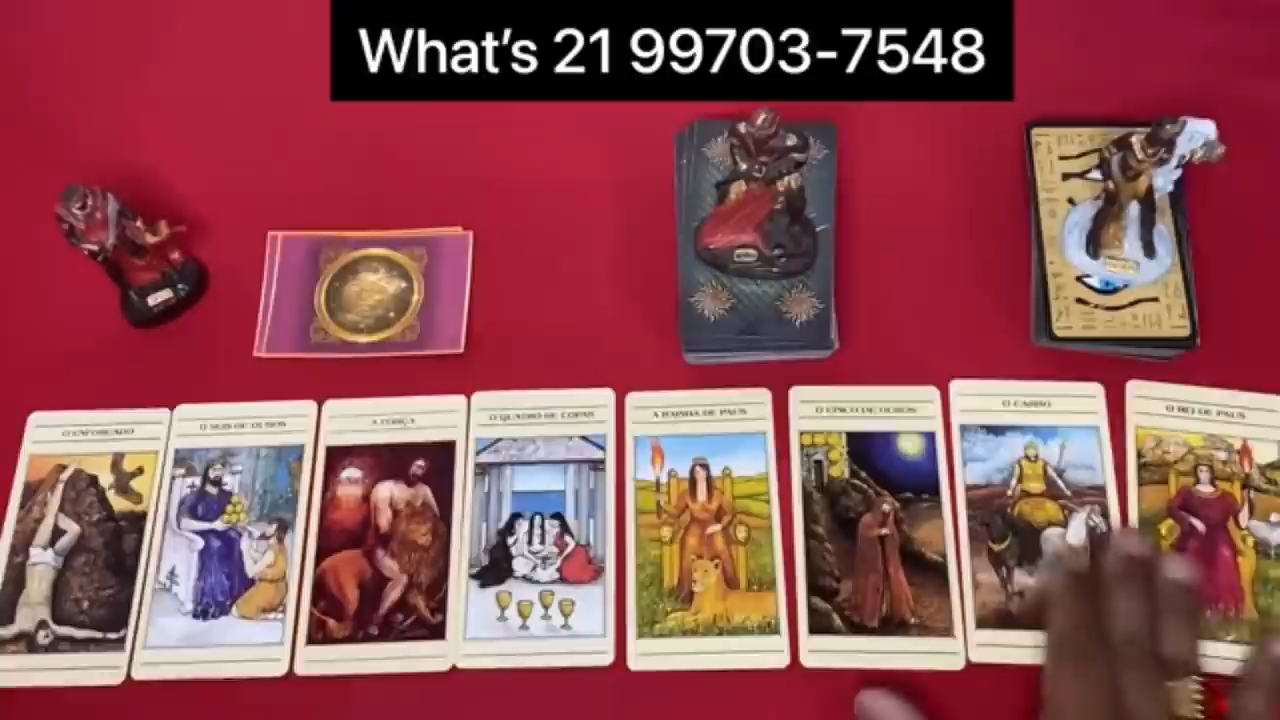 What's 21 99703-7548
O ENFORCADO
O SEIS DE OUROS
A FORÇA
O QUATRO DE COPAS
A RAINHA DE PAUS
O CINCO DE OUROS
O CARRO
O REI DE PAUS